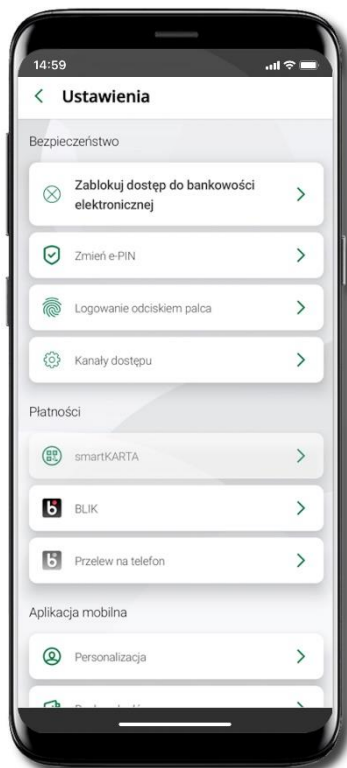 14:59
Ustawienia
Bezpieczeństwo
Zablokuj dostęp do bankowości
elektronicznej
Zmień e-PIN
Logowanie odciskiem palca
Kanały dostępu
Płatności
smartKARTA
BLIK
Przelew na telefon
Aplikacja mobilna
Personalizacja